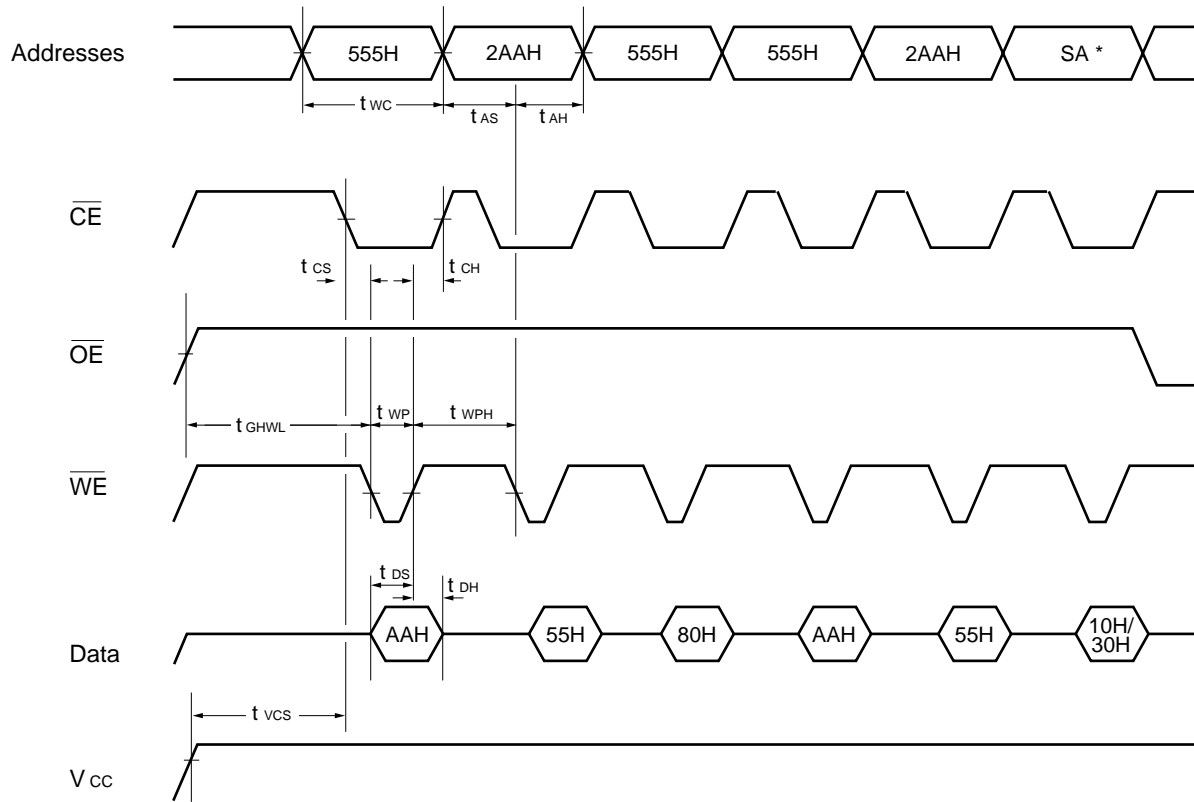 Addresses
555H 2AAH 555H 555H 2AAH SA *
t WC t AS t AH
CE
t CS t CH
OE
t GHWL t WP t WPH
WE
t DS t DH
Data
AAH 55H 80H AAH 55H 10H/
30H
t VCS
V CC